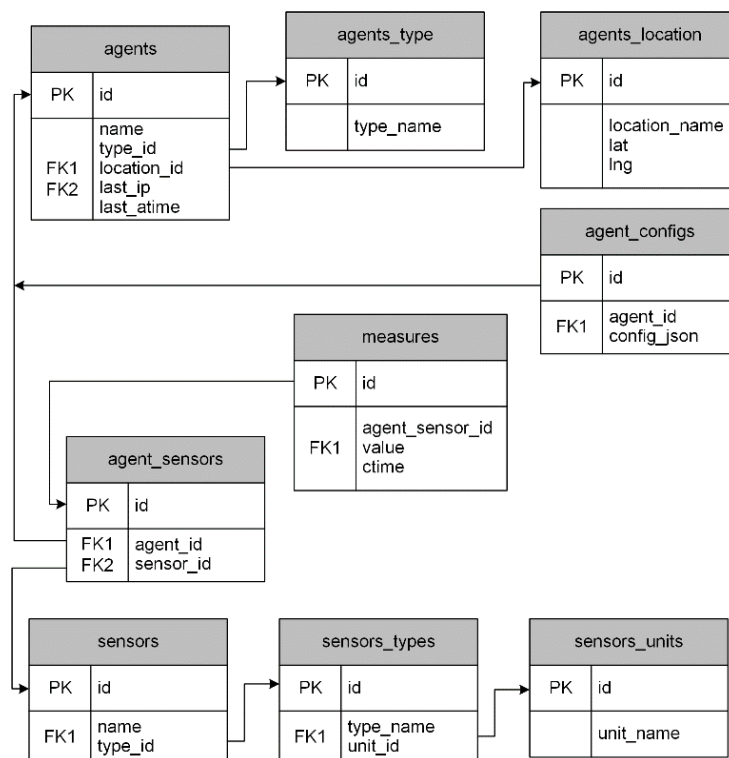 agents
PK id
name
type_id
FK1 location_id
FK2 last_ip
last_atime
agents_type
PK id
type_name
agents_location
PK id
location_name
lat
lng
agent_configs
PK id
agent_id
FK1 config_json
measures
PK id
agent_sensor_id
FK1 value
ctime
agent_sensors
PK id
FK1 agent_id
FK2 sensor_id
sensors
PK id
name
FK1 type_id
sensors_types
PK id
type_name
FK1 unit_id
sensors_units
PK id
unit_name